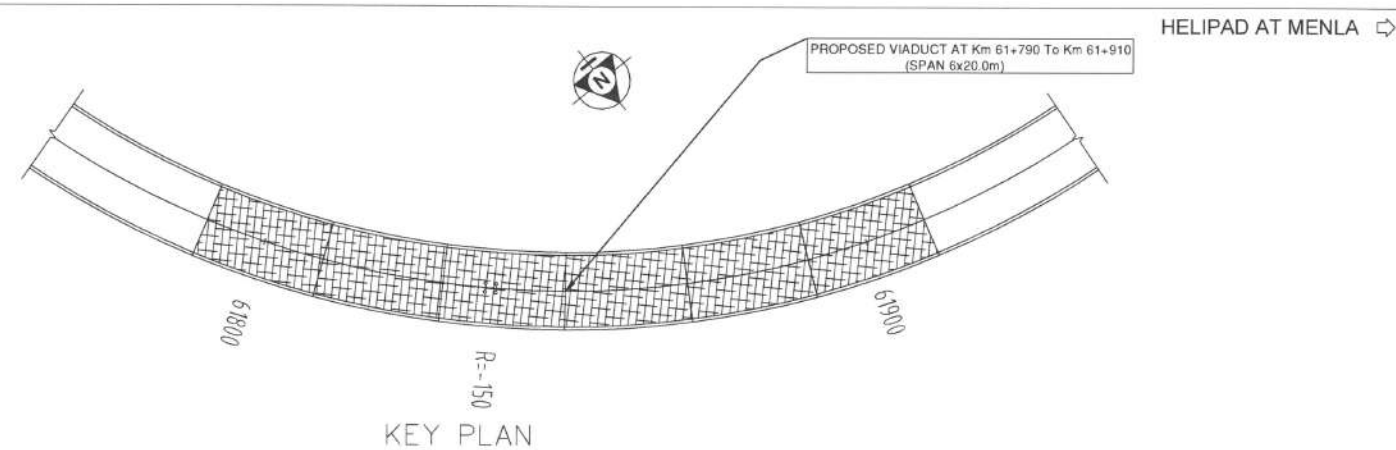 HELIPAD AT MENLA
PROPOSED VIADUCT AT Km 61+790 To Km 61+910
(SPAN 6x20.0m)
N
61800
R=-150
61900
KEY PLAN